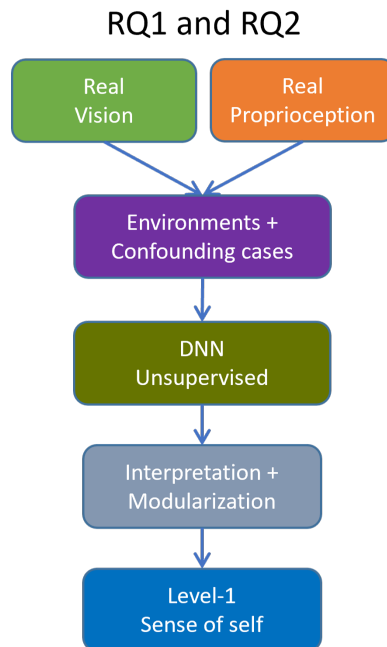 RQ1 and RQ2
Real
Vision
Real
Proprioception
Environments +
Confounding cases
DNN
Unsupervised
Interpretation +
Modularization
Level-1
Sense of self